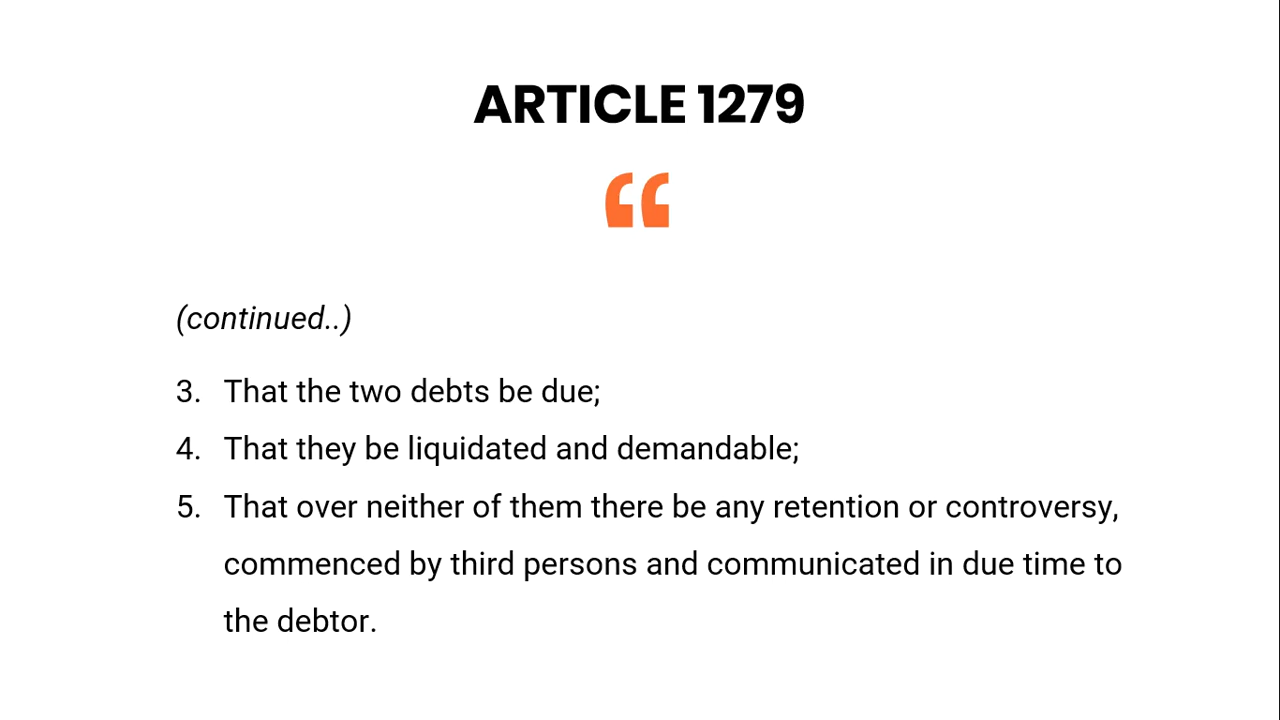 ARTICLE 1279
“
(continued..)
3. That the two debts be due;
4. That they be liquidated and demandable;
5. That over neither of them there be any retention or controversy,
commenced by third persons and communicated in due time to
the debtor.